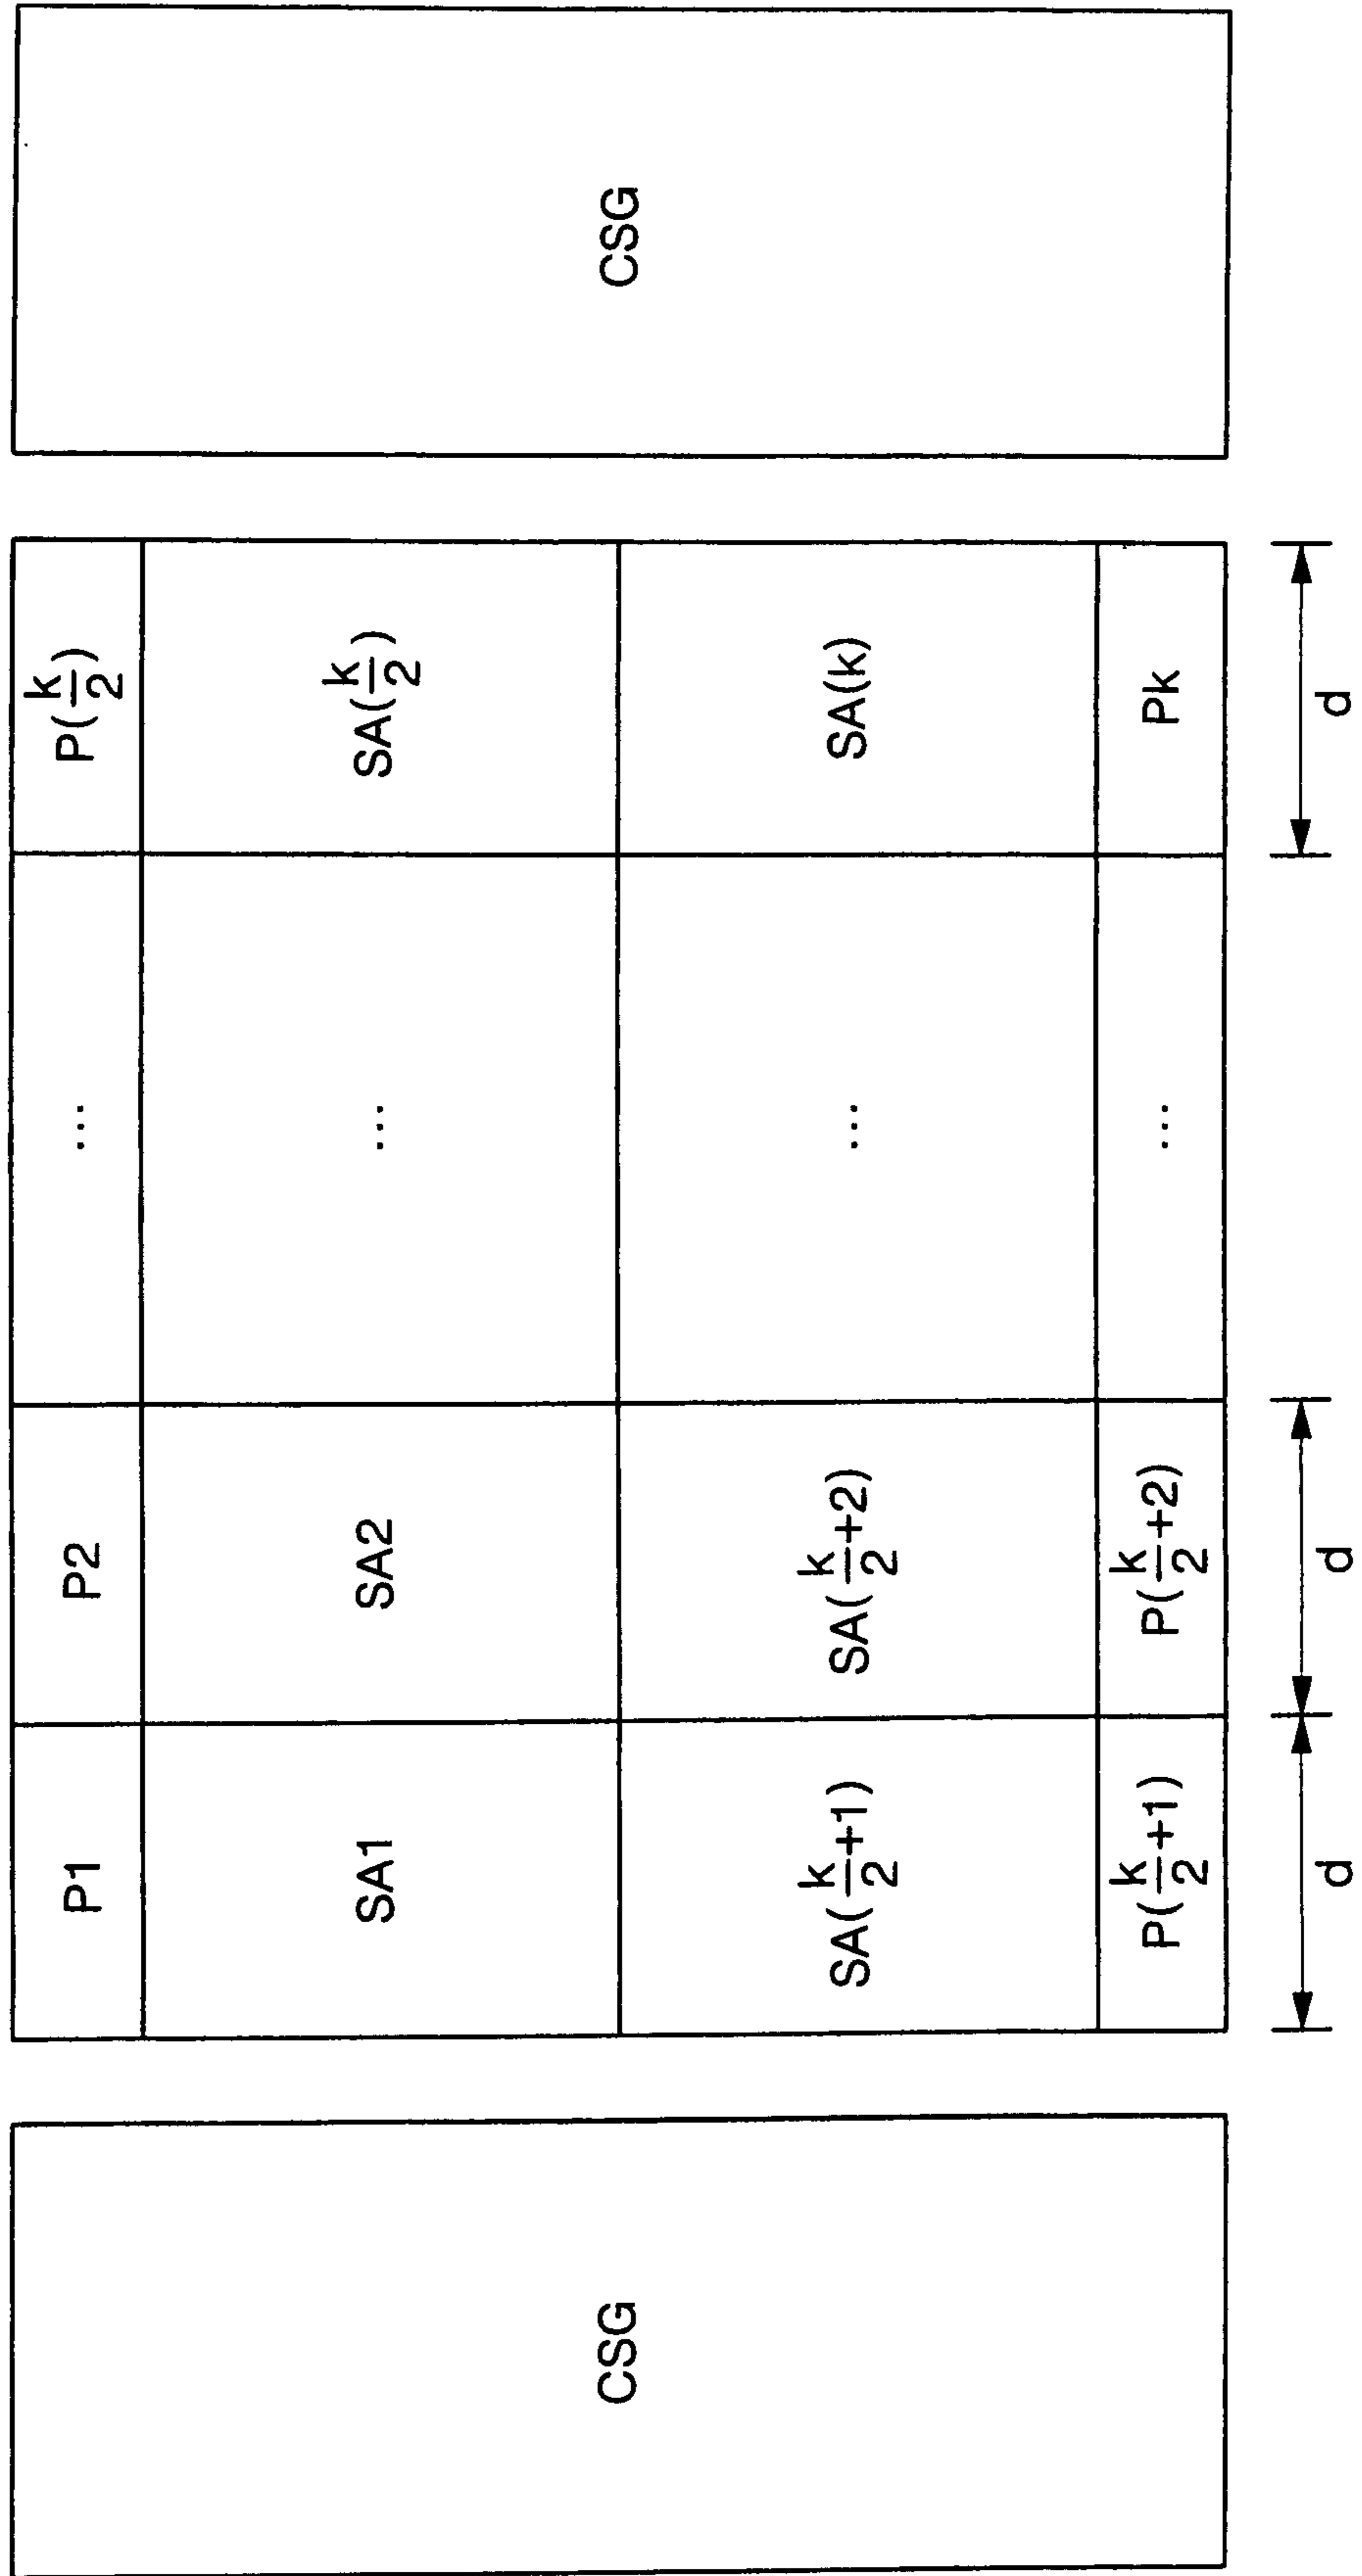 CSG
P1
P2
...
P(k/2)
SA1
SA2
...
SA(k/2)
SA(k/2+1)
SA(k/2+2)
...
SA(k)
P(k/2+1)
P(k/2+2)
...
Pk
d
d
d
CSG